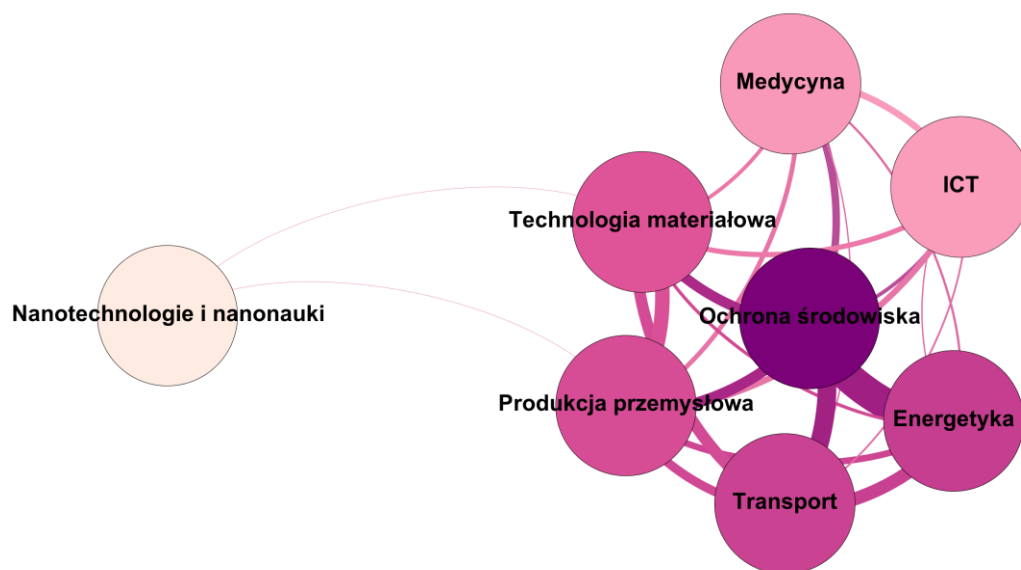 Medycyna
ICT
Technologia materiałowa
Nanotechnologie i nanonauki
Ochrona środowiska
Produkcja przemysłowa
Energetyka
Transport